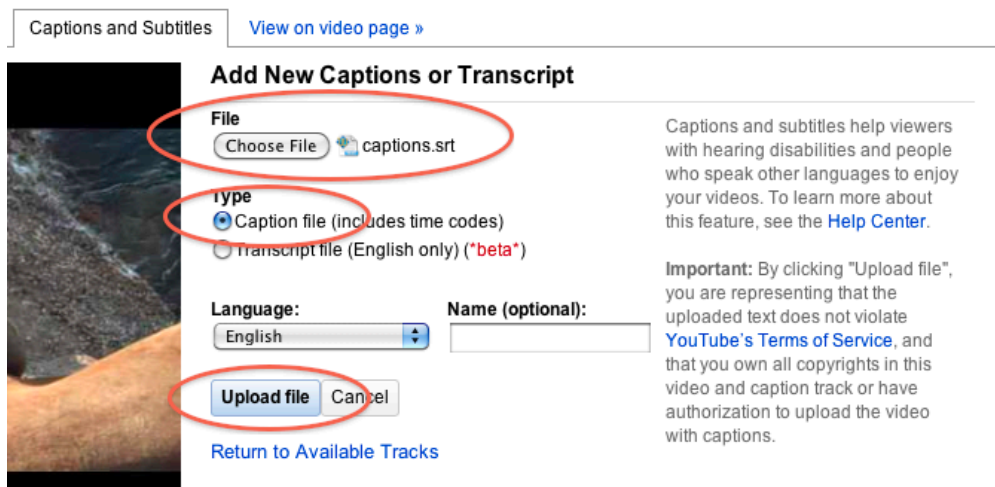 Captions and Subtitles
View on video page »
Add New Captions or Transcript
File
Choose File captions.srt
Type
Caption file (includes time codes)
Transcript file (English only) (*beta*)
Language:
Name (optional):
English
Upload file
Cancel
Return to Available Tracks
Captions and subtitles help viewers
with hearing disabilities and people
who speak other languages to enjoy
your videos. To learn more about
this feature, see the Help Center.
Important: By clicking "Upload file",
you are representing that the
uploaded text does not violate
YouTube's Terms of Service, and
that you own all copyrights in this
video and caption track or have
authorization to upload the video
with captions.